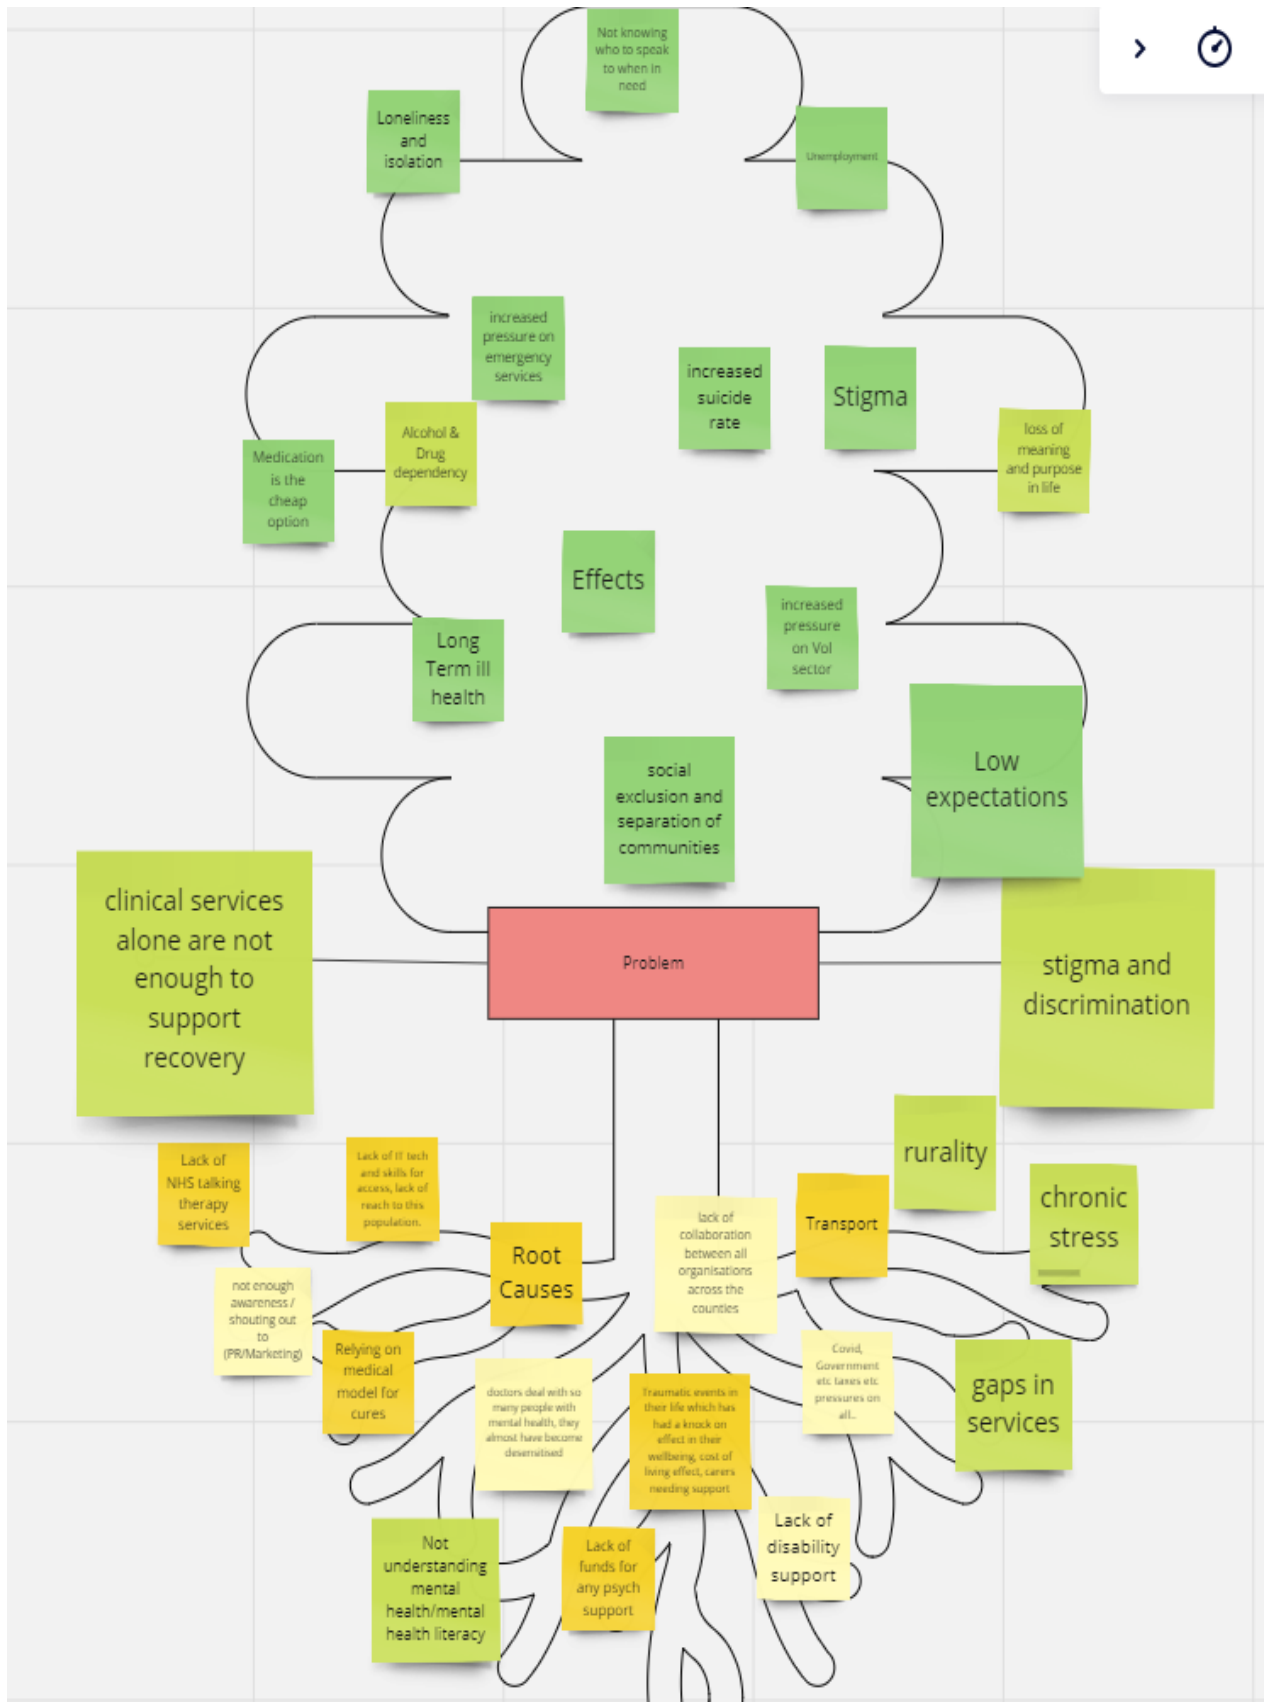 Not knowing
who to speak
to when in
need
Loneliness
and
isolation
Unemployment
increased
pressure on
emergency
services
increased
suicide
rate
Stigma
Alcohol &
Drug
dependency
loss of
meaning
and purpose
in life
Medication
is the
cheap
option
Effects
increased
pressure
on Vol
sector
Long
Term ill
health
Low
expectations
social
exclusion and
separation of
communities
clinical services
alone are not
enough to
support
recovery
Problem
stigma and
discrimination
rurality
Lack of
NHS talking
therapy
services
Lack of IT tech
and skills for
access, lack of
reach to this
population.
chronic
stress
Root
Causes
lack of
collaboration
between all
organisations
across the
counties
Transport
not enough
awareness /
shouting out
to
(PR/Marketing)
Relying on
medical
model for
cures
Covid,
Government
etc taxes etc
pressures on
all..
gaps in
services
doctors deal with so
many people with
mental health, they
almost have become
desensitised
Traumatic events in
their life which has
had a knock on
effect in their
wellbeing, cost of
living effect, carers
needing support
Lack of
disability
support
Not
understanding
mental
health/mental
health literacy
Lack of
funds for
any psych
support